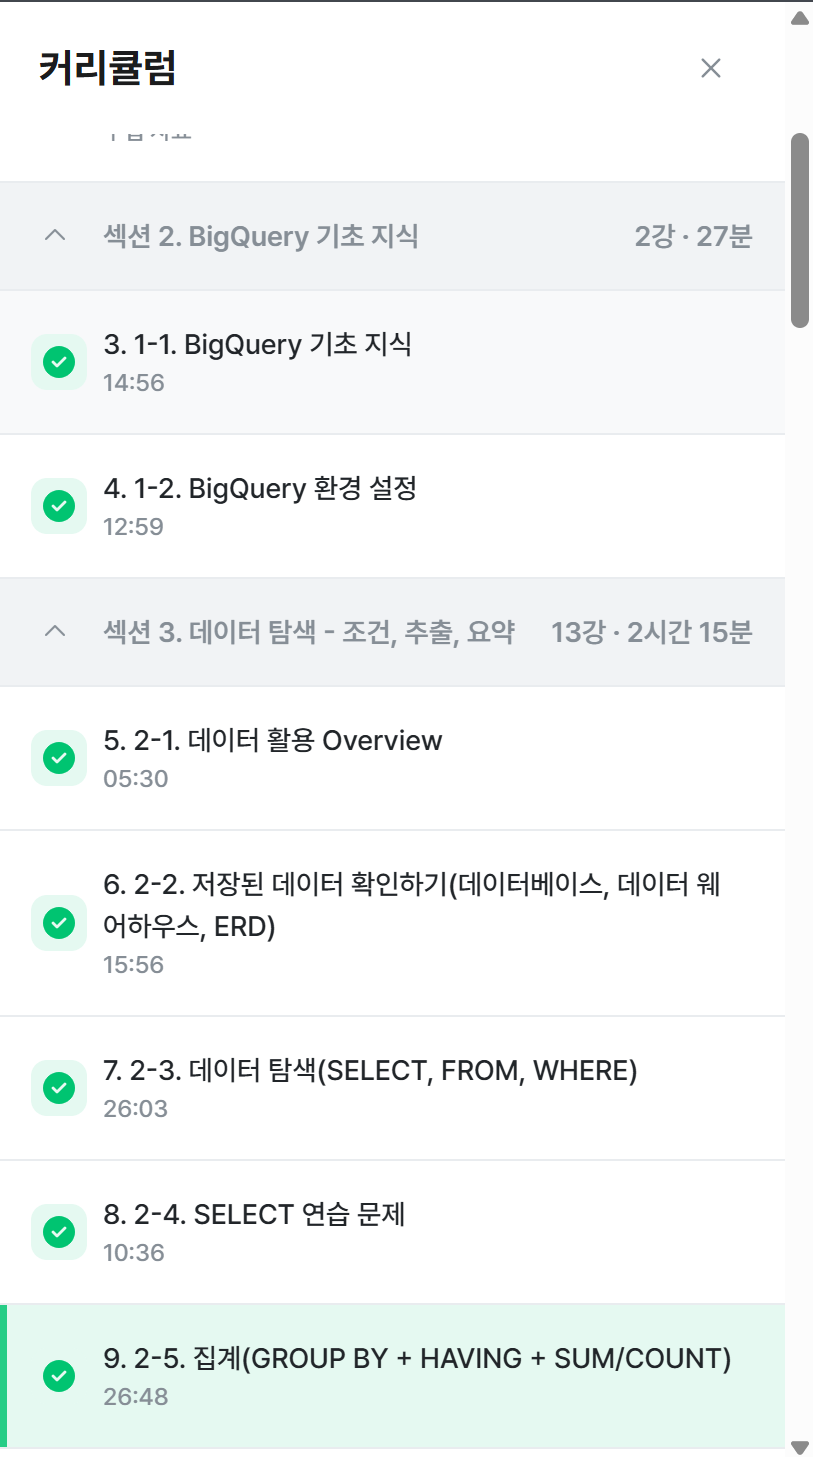 커리큘럼
섹션 2. BigQuery 기초 지식 2강 · 27분
3. 1-1. BigQuery 기초 지식
14:56
4. 1-2. BigQuery 환경 설정
12:59
섹션 3. 데이터 탐색 - 조건, 추출, 요약 13강 · 2시간 15분
5. 2-1. 데이터 활용 Overview
05:30
6. 2-2. 저장된 데이터 확인하기(데이터베이스, 데이터 웨
어하우스, ERD)
15:56
7. 2-3. 데이터 탐색(SELECT, FROM, WHERE)
26:03
8. 2-4. SELECT 연습 문제
10:36
9. 2-5. 집계(GROUP BY + HAVING + SUM/COUNT)
26:48